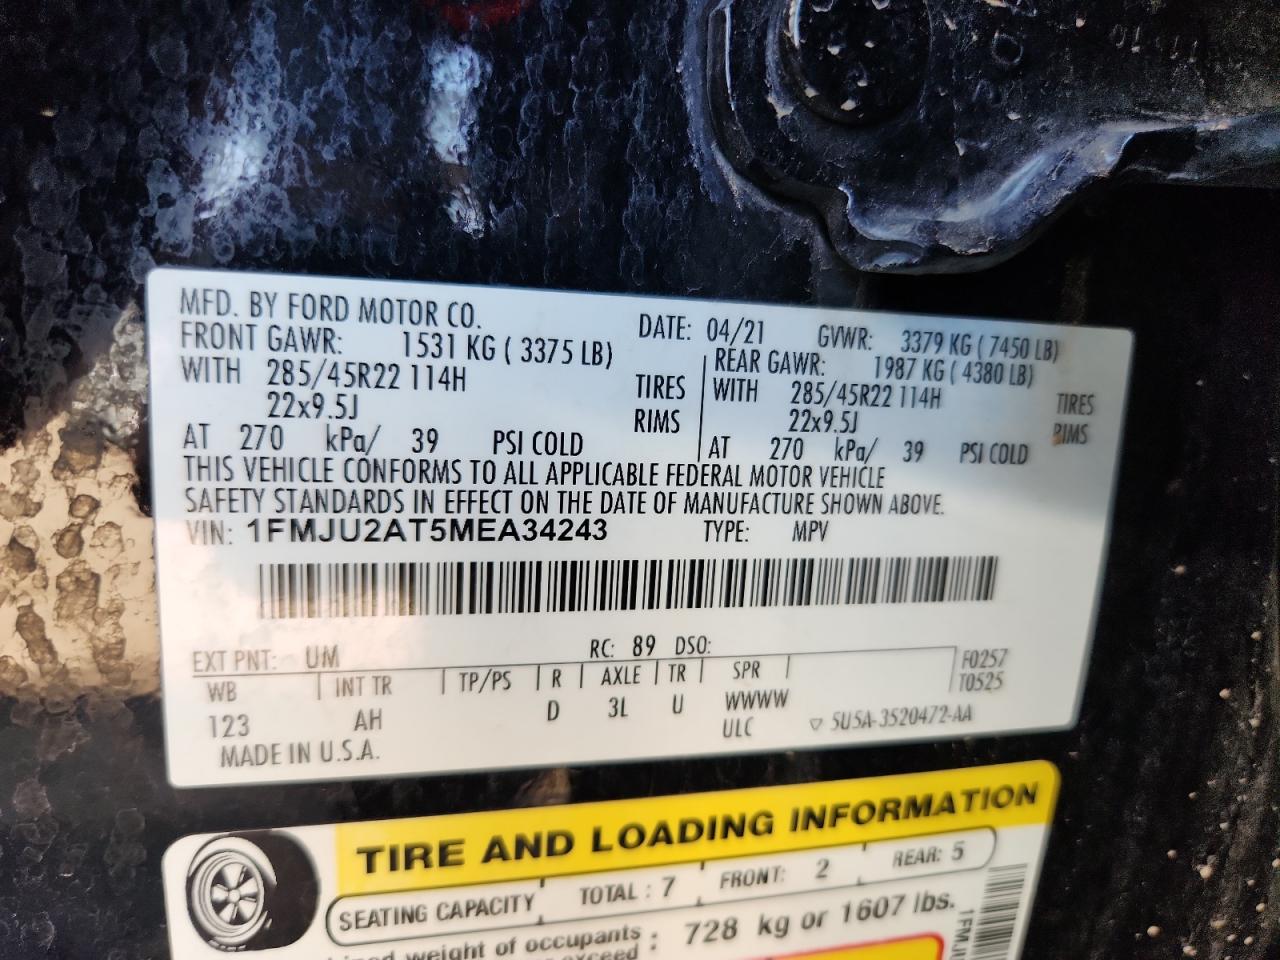 MFD. BY FORD MOTOR CO. DATE: 04/21 GVWR: 3379 KG ( 7450 LB)
FRONT GAWR: 1531 KG ( 3375 LB) REAR GAWR: 1987 KG ( 4380 LB)
WITH 285/45R22 114H TIRES WITH 285/45R22 114H TIRES
22x9.5J RIMS 22x9.5J RIMS
AT 270 kPa/ 39 PSI COLD AT 270 kPa/ 39 PSI COLD
THIS VEHICLE CONFORMS TO ALL APPLICABLE FEDERAL MOTOR VEHICLE
SAFETY STANDARDS IN EFFECT ON THE DATE OF MANUFACTURE SHOWN ABOVE.
VIN: 1FMJU2AT5MEA34243 TYPE: MPV
EXT PNT: UM RC: 89 DSO:
WB INT TR TP/PS R AXLE TR SPR F0257
T0525
123 AH D 3L U WWWW
ULC ▽ 5U5A-3520472-AA
MADE IN U.S.A.
TIRE AND LOADING INFORMATION
SEATING CAPACITY TOTAL : 7 FRONT: 2 REAR: 5
weight of occupants : 728 kg or 1607 lbs.